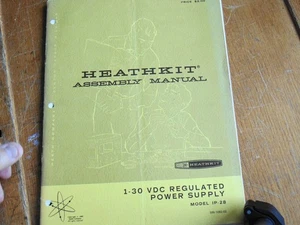 HEATHKIT®
ASSEMBLY MANUAL
HEATHKIT
1-30 VDC REGULATED
POWER SUPPLY
MODEL IP-28